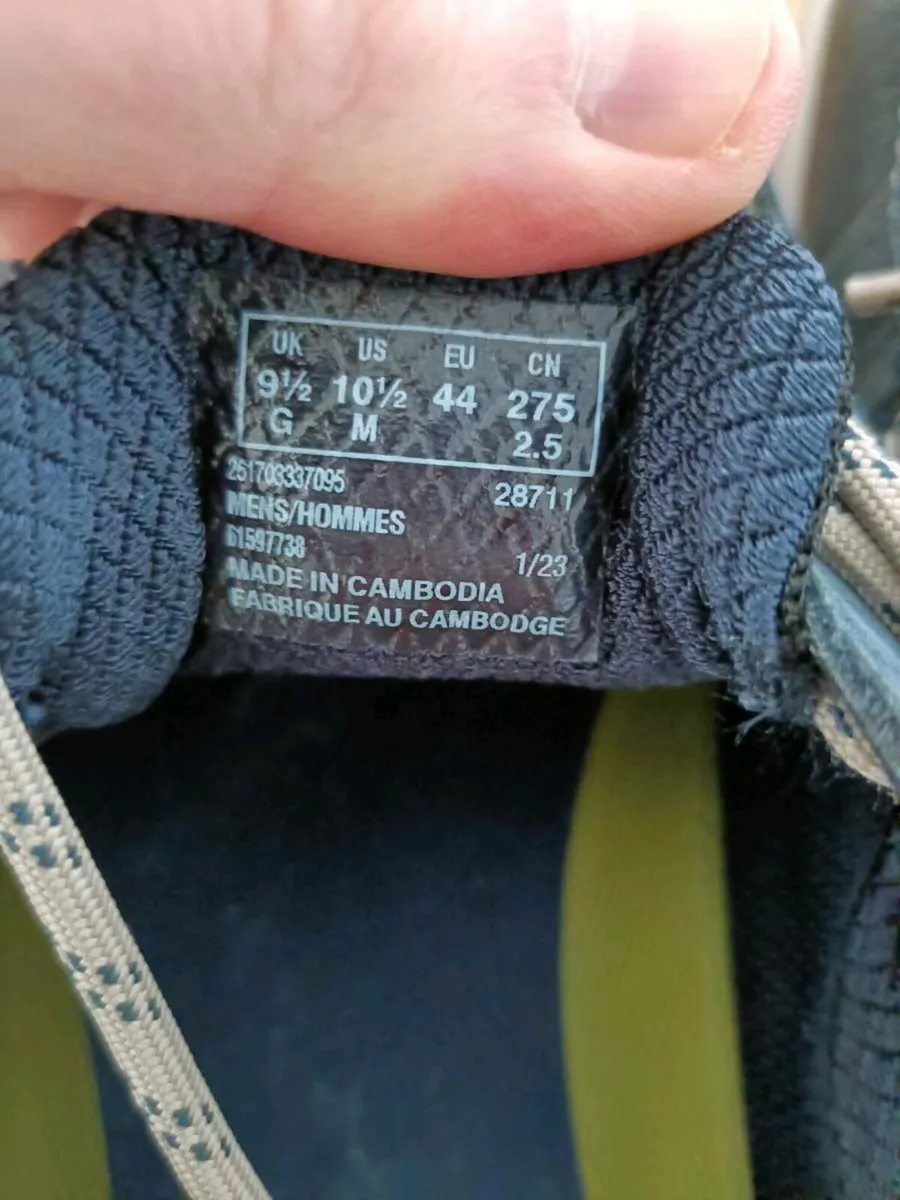 UK US EU CN
9½ 10½ 44 275
G M 2.5
261703337095 28711
MENS/HOMMES
61597738 1/23
MADE IN CAMBODIA
FABRIQUE AU CAMBODGE